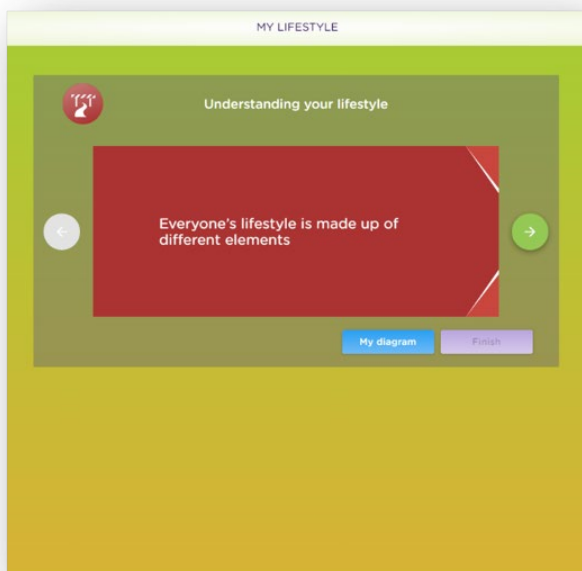 MY LIFESTYLE
Understanding your lifestyle
Everyone's lifestyle is made up of
different elements
My diagram
Finish